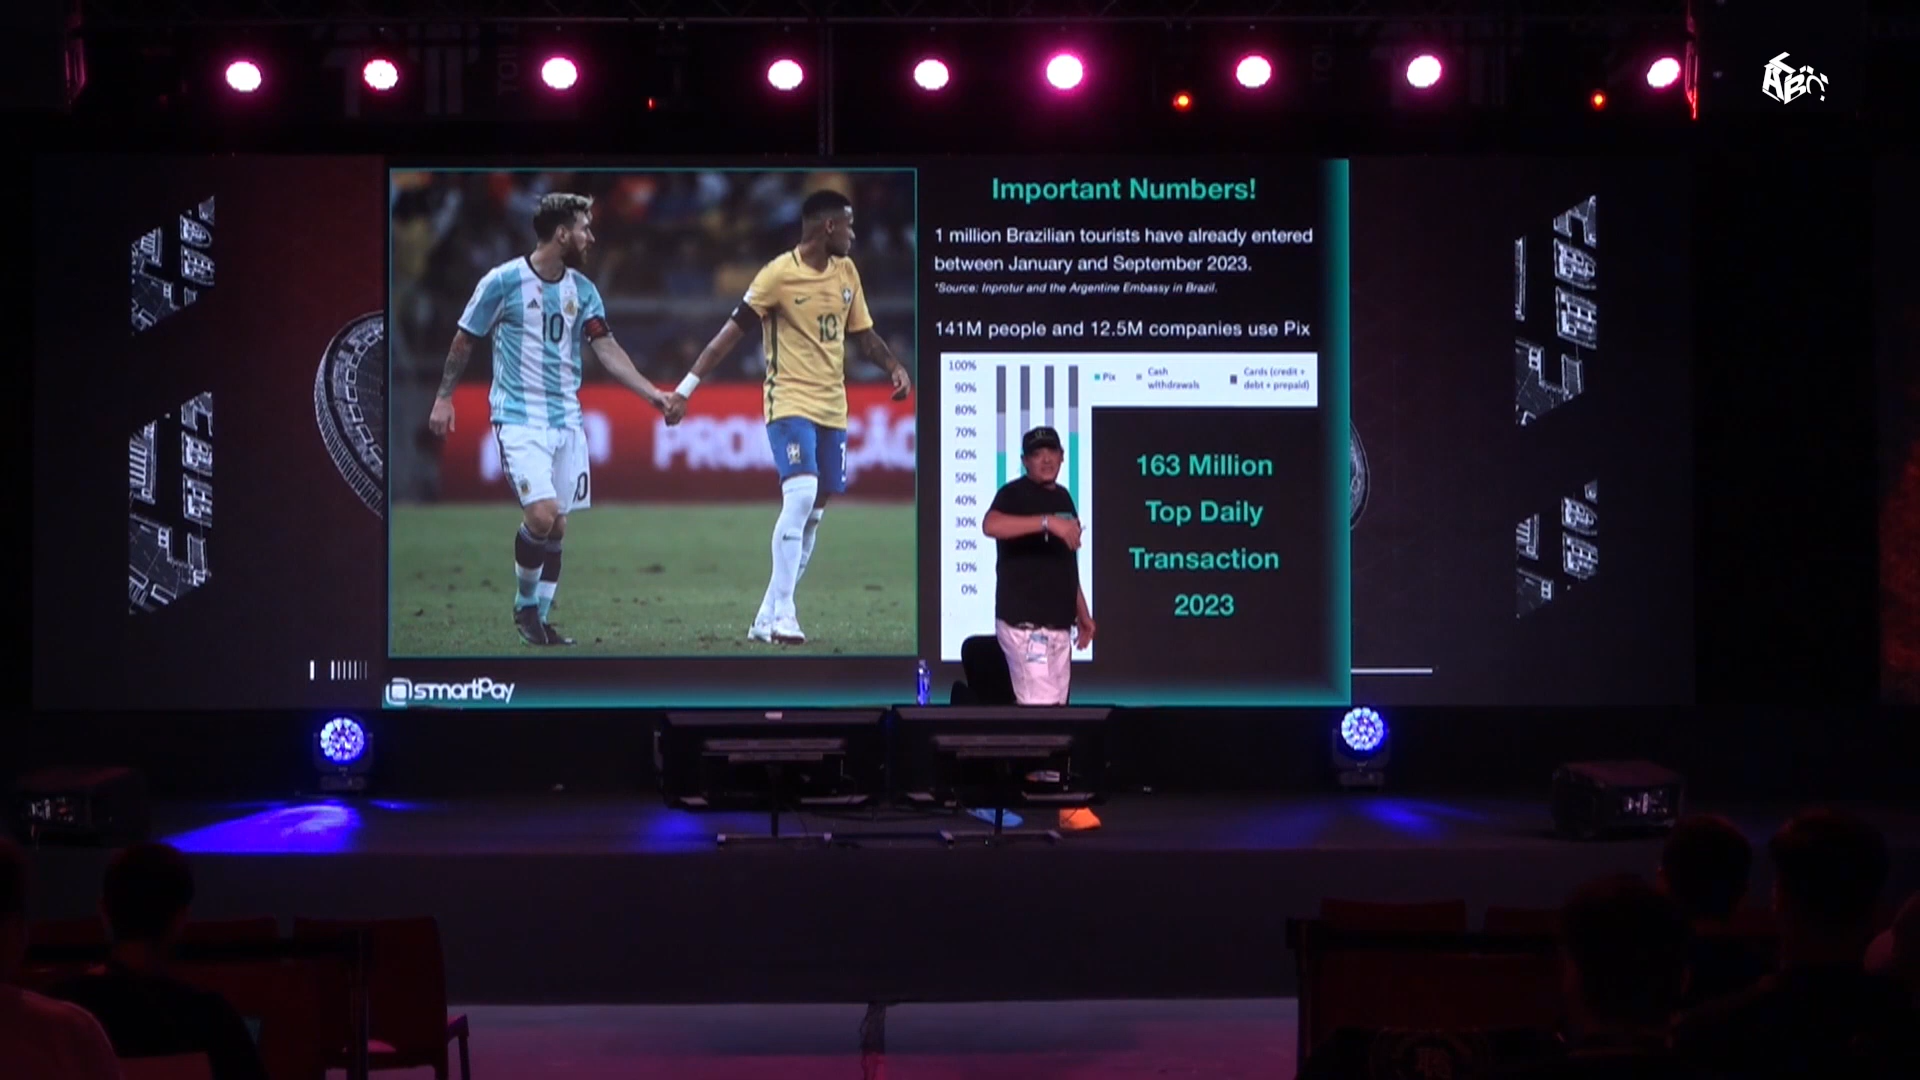 Important Numbers!
1 million Brazilian tourists have already entered
between January and September 2023.
*Source: Inprotur and the Argentine Embassy in Brazil.
141M people and 12.5M companies use Pix
100%
90%
80%
70%
60%
50%
40%
30%
20%
10%
0%
Pix
Cash
withdrawals
Cards (credit +
debt + prepaid)
163 Million
Top Daily
Transaction
2023
10
10
smartPay